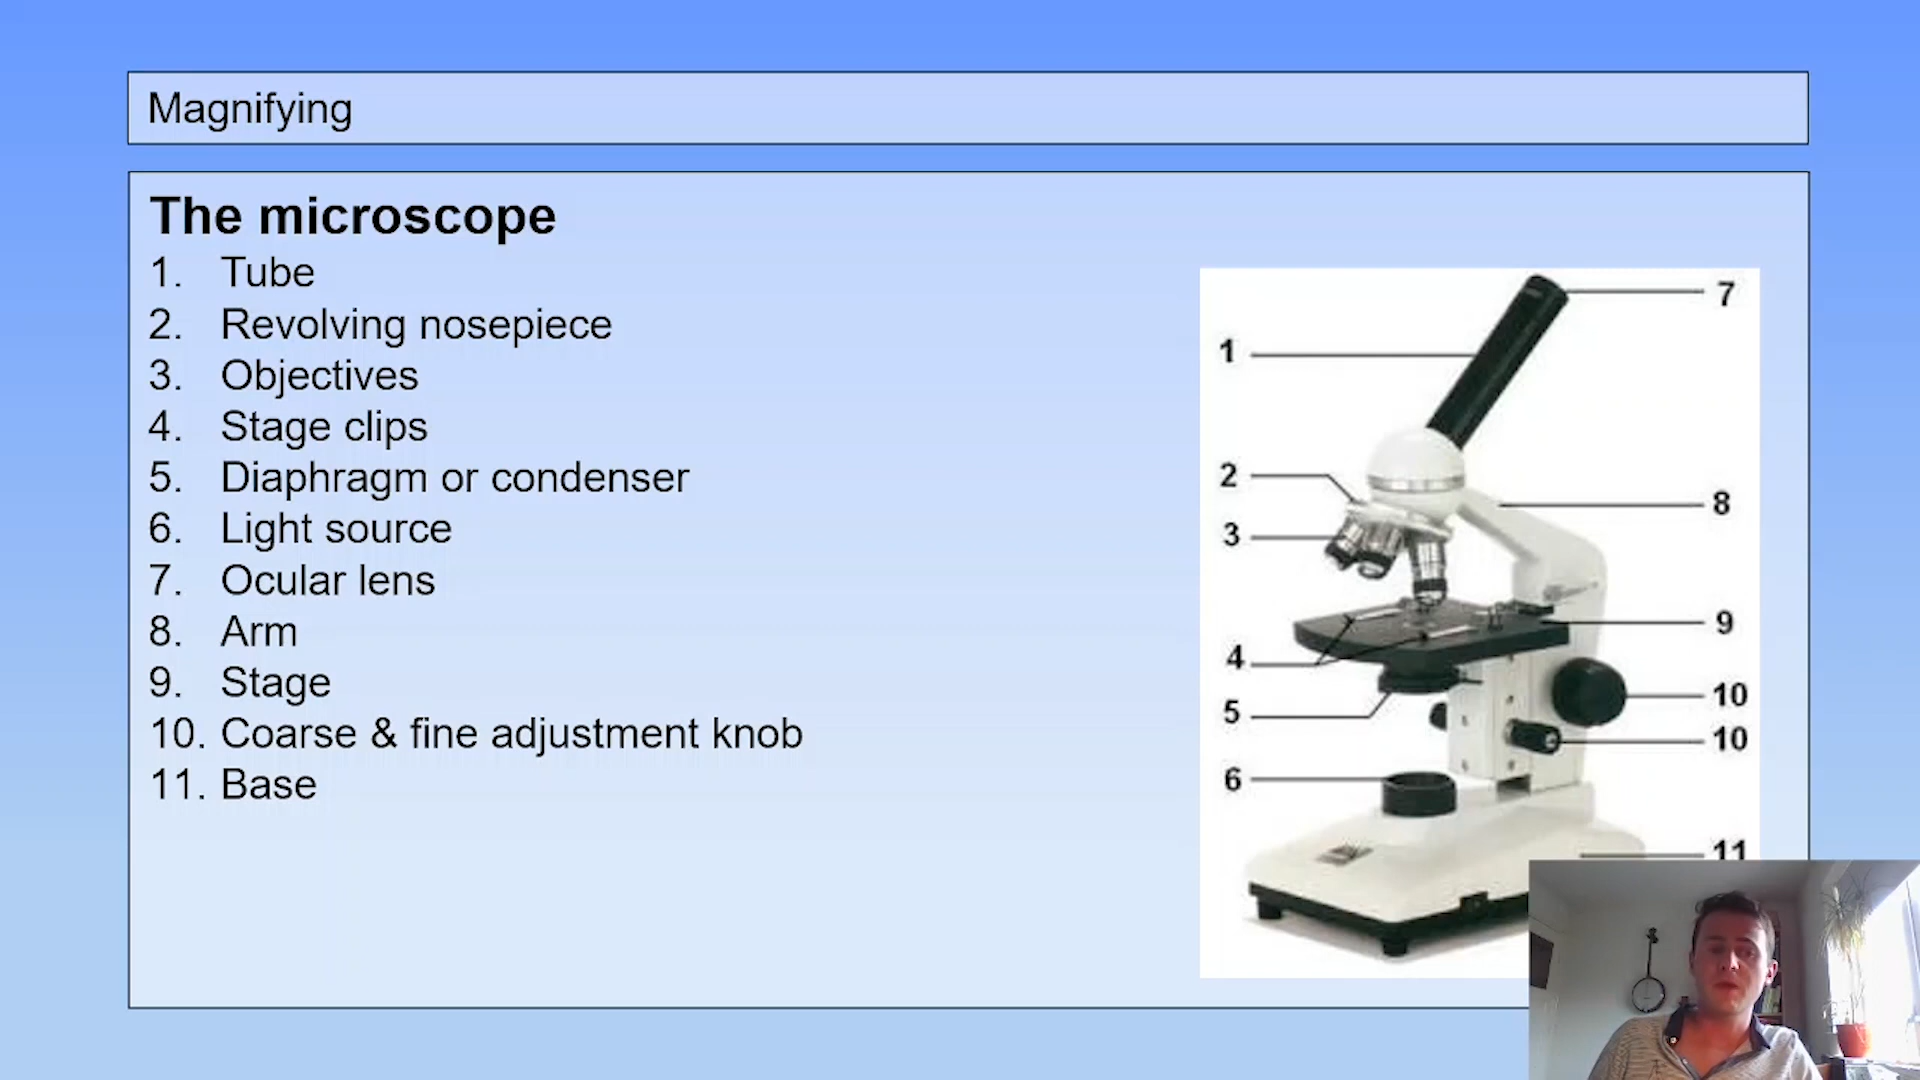 Magnifying
The microscope
1. Tube
2. Revolving nosepiece
3. Objectives
4. Stage clips
5. Diaphragm or condenser
6. Light source
7. Ocular lens
8. Arm
9. Stage
10. Coarse & fine adjustment knob
11. Base
7
1
2
8
3
9
4
10
5
10
6
11